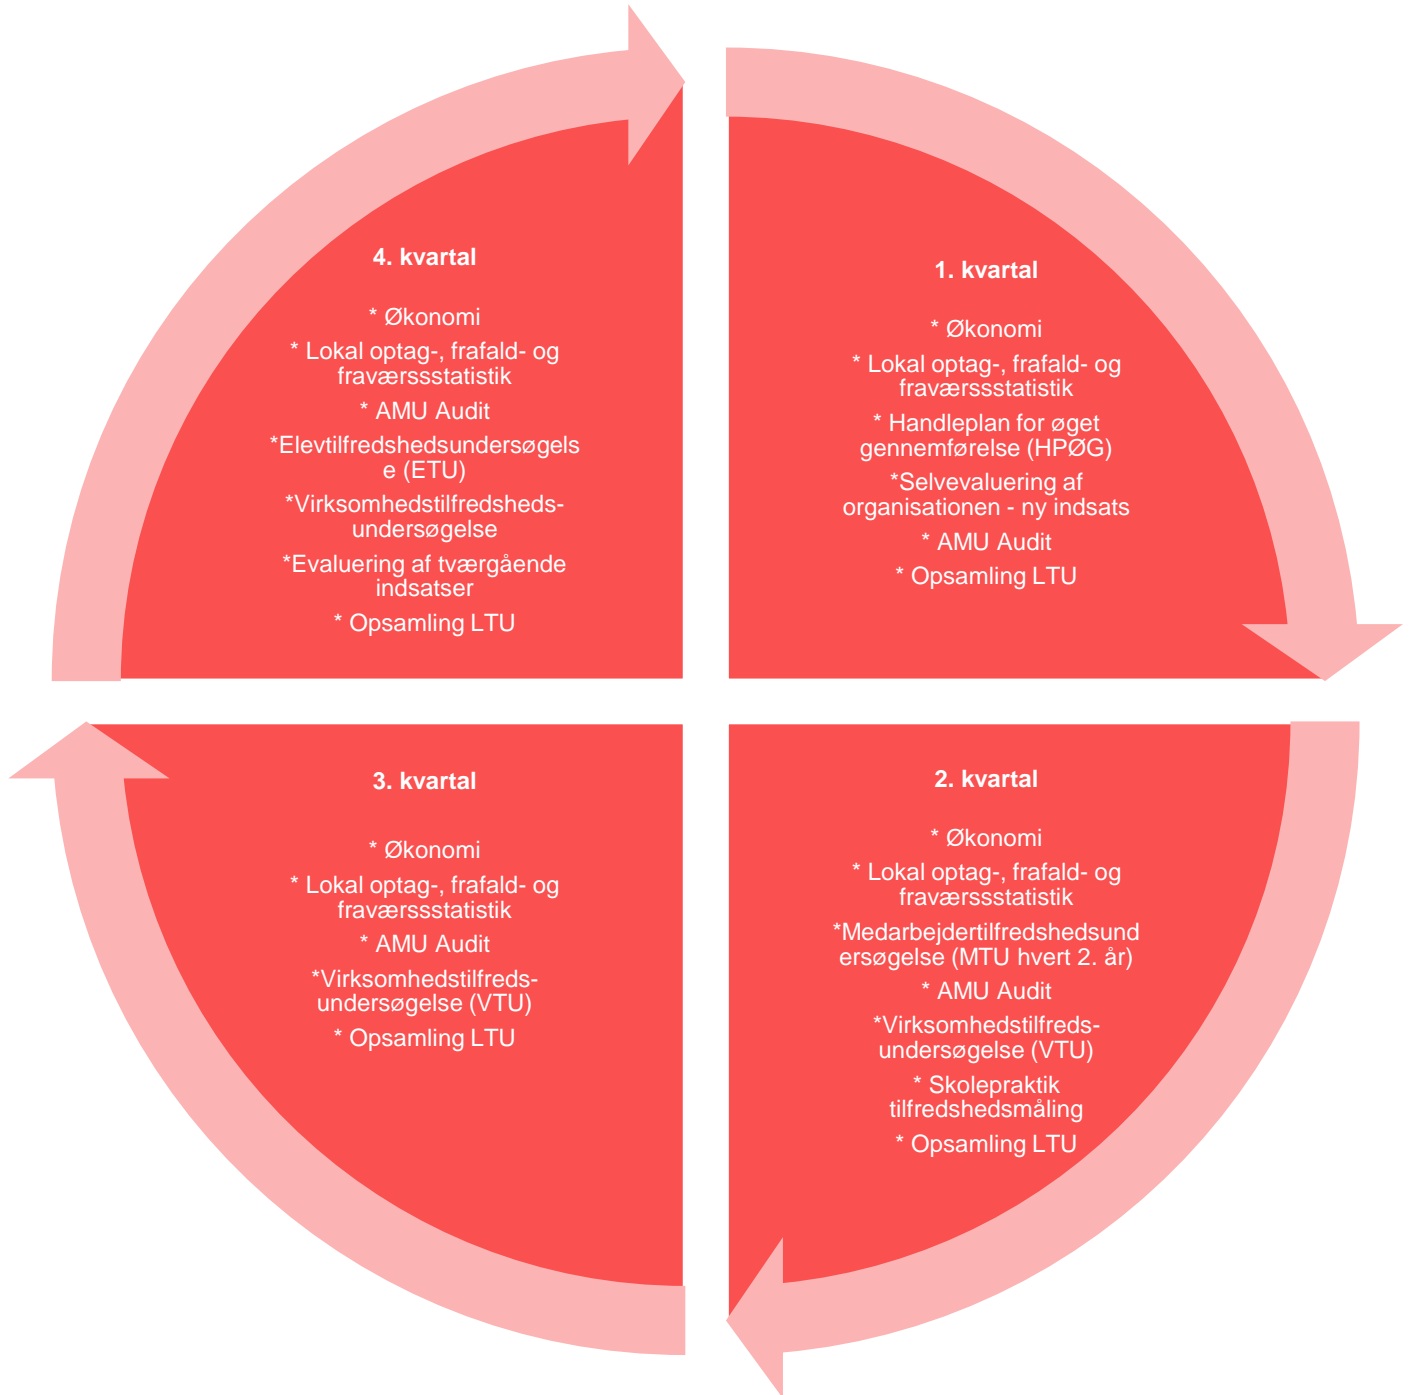 4. kvartal
* Økonomi
* Lokal optag-, frafald- og
fraværssstatistik
* AMU Audit
*Elevtilfredshedsundersøgels
e (ETU)
*Virksomhedstilfredsheds-
undersøgelse
*Evaluering af tværgående
indsatser
* Opsamling LTU
1. kvartal
* Økonomi
* Lokal optag-, frafald- og
fraværssstatistik
* Handleplan for øget
gennemførelse (HPØG)
*Selvevaluering af
organisationen - ny indsats
* AMU Audit
* Opsamling LTU
3. kvartal
* Økonomi
* Lokal optag-, frafald- og
fraværssstatistik
* AMU Audit
*Virksomhedstilfreds-
undersøgelse (VTU)
* Opsamling LTU
2. kvartal
* Økonomi
* Lokal optag-, frafald- og
fraværssstatistik
*Medarbejdertilfredshedsund
ersøgelse (MTU hvert 2. år)
* AMU Audit
*Virksomhedstilfreds-
undersøgelse (VTU)
* Skolepraktik
tilfredshedsmåling
* Opsamling LTU